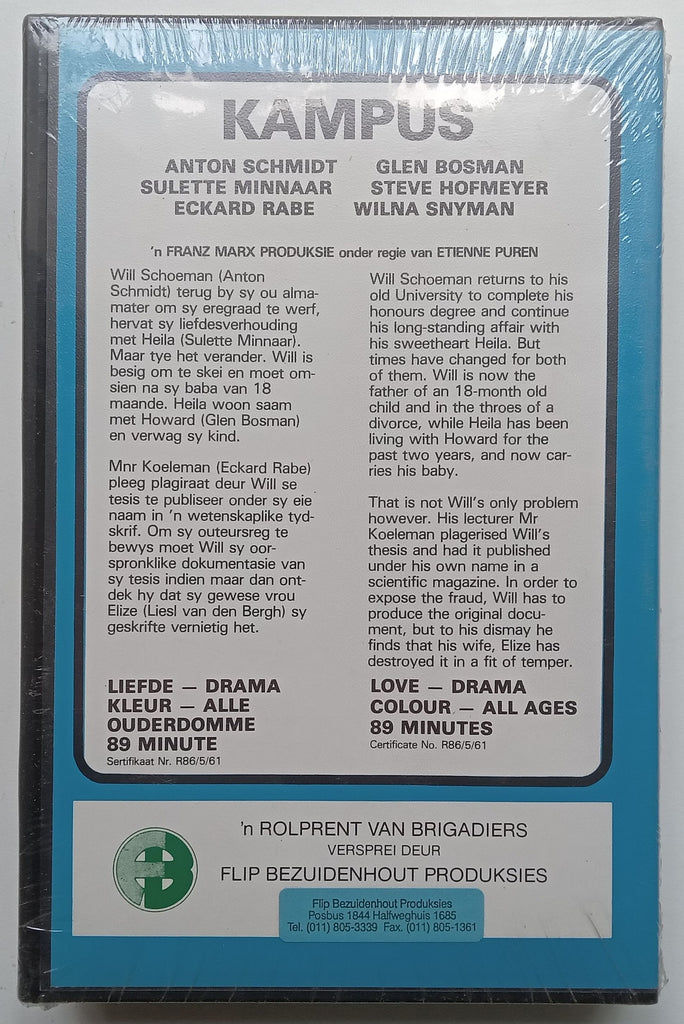 KAMPUS
ANTON SCHMIDT GLEN BOSMAN
SULETTE MINNAAR STEVE HOFMEYER
ECKARD RABE WILNA SNYMAN
'n FRANZ MARX PRODUKSIE onder regie van ETIENNE PUREN
Will Schoeman (Anton
Schmidt) terug by sy ou alma-
mater om sy eregraad te werf,
hervat sy liefdesverhouding
met Heila (Sulette Minnaar).
Maar tye het verander. Will is
besig om te skei en moet om-
sien na sy baba van 18
maande. Heila woon saam
met Howard (Glen Bosman)
en verwag sy kind.
Mnr Koeleman (Eckard Rabe)
pleeg plagiraat deur Will se
tesis te publiseer onder sy eie
naam in 'n wetenskaplike tyd-
skrif. Om sy outeursreg te
bewys moet Will sy oor-
spronklike dokumentasie van
sy tesis indien maar dan ont-
dek hy dat sy gewese vrou
Elize (Liesl van den Bergh) sy
geskrifte vernietig het.
LIEFDE — DRAMA
KLEUR — ALLE
OUDERDOMME
89 MINUTE
Sertifikaat Nr. R86/5/61
Will Schoeman returns to his
old University to complete his
honours degree and continue
his long-standing affair with
his sweetheart Heila. But
times have changed for both
of them. Will is now the
father of an 18-month old
child and in the throes of a
divorce, while Heila has been
living with Howard for the
past two years, and now car-
ries his baby.
That is not Will's only problem
however. His lecturer Mr
Koeleman plagerised Will's
thesis and had it published
under his own name in a
scientific magazine. In order to
expose the fraud, Will has to
produce the original docu-
ment, but to his dismay he
finds that his wife, Elize has
destroyed it in a fit of temper.
LOVE — DRAMA
COLOUR — ALL AGES
89 MINUTES
Certificate No. R86/5/61
'n ROLPRENT VAN BRIGADIERS
VERSPREI DEUR
FLIP BEZUIDENHOUT PRODUKSIES
Flip Bezuidenhout Produksies
Posbus 1844 Halfweghuis 1685
Tel. (011) 805-3339 Fax. (011) 805-1361